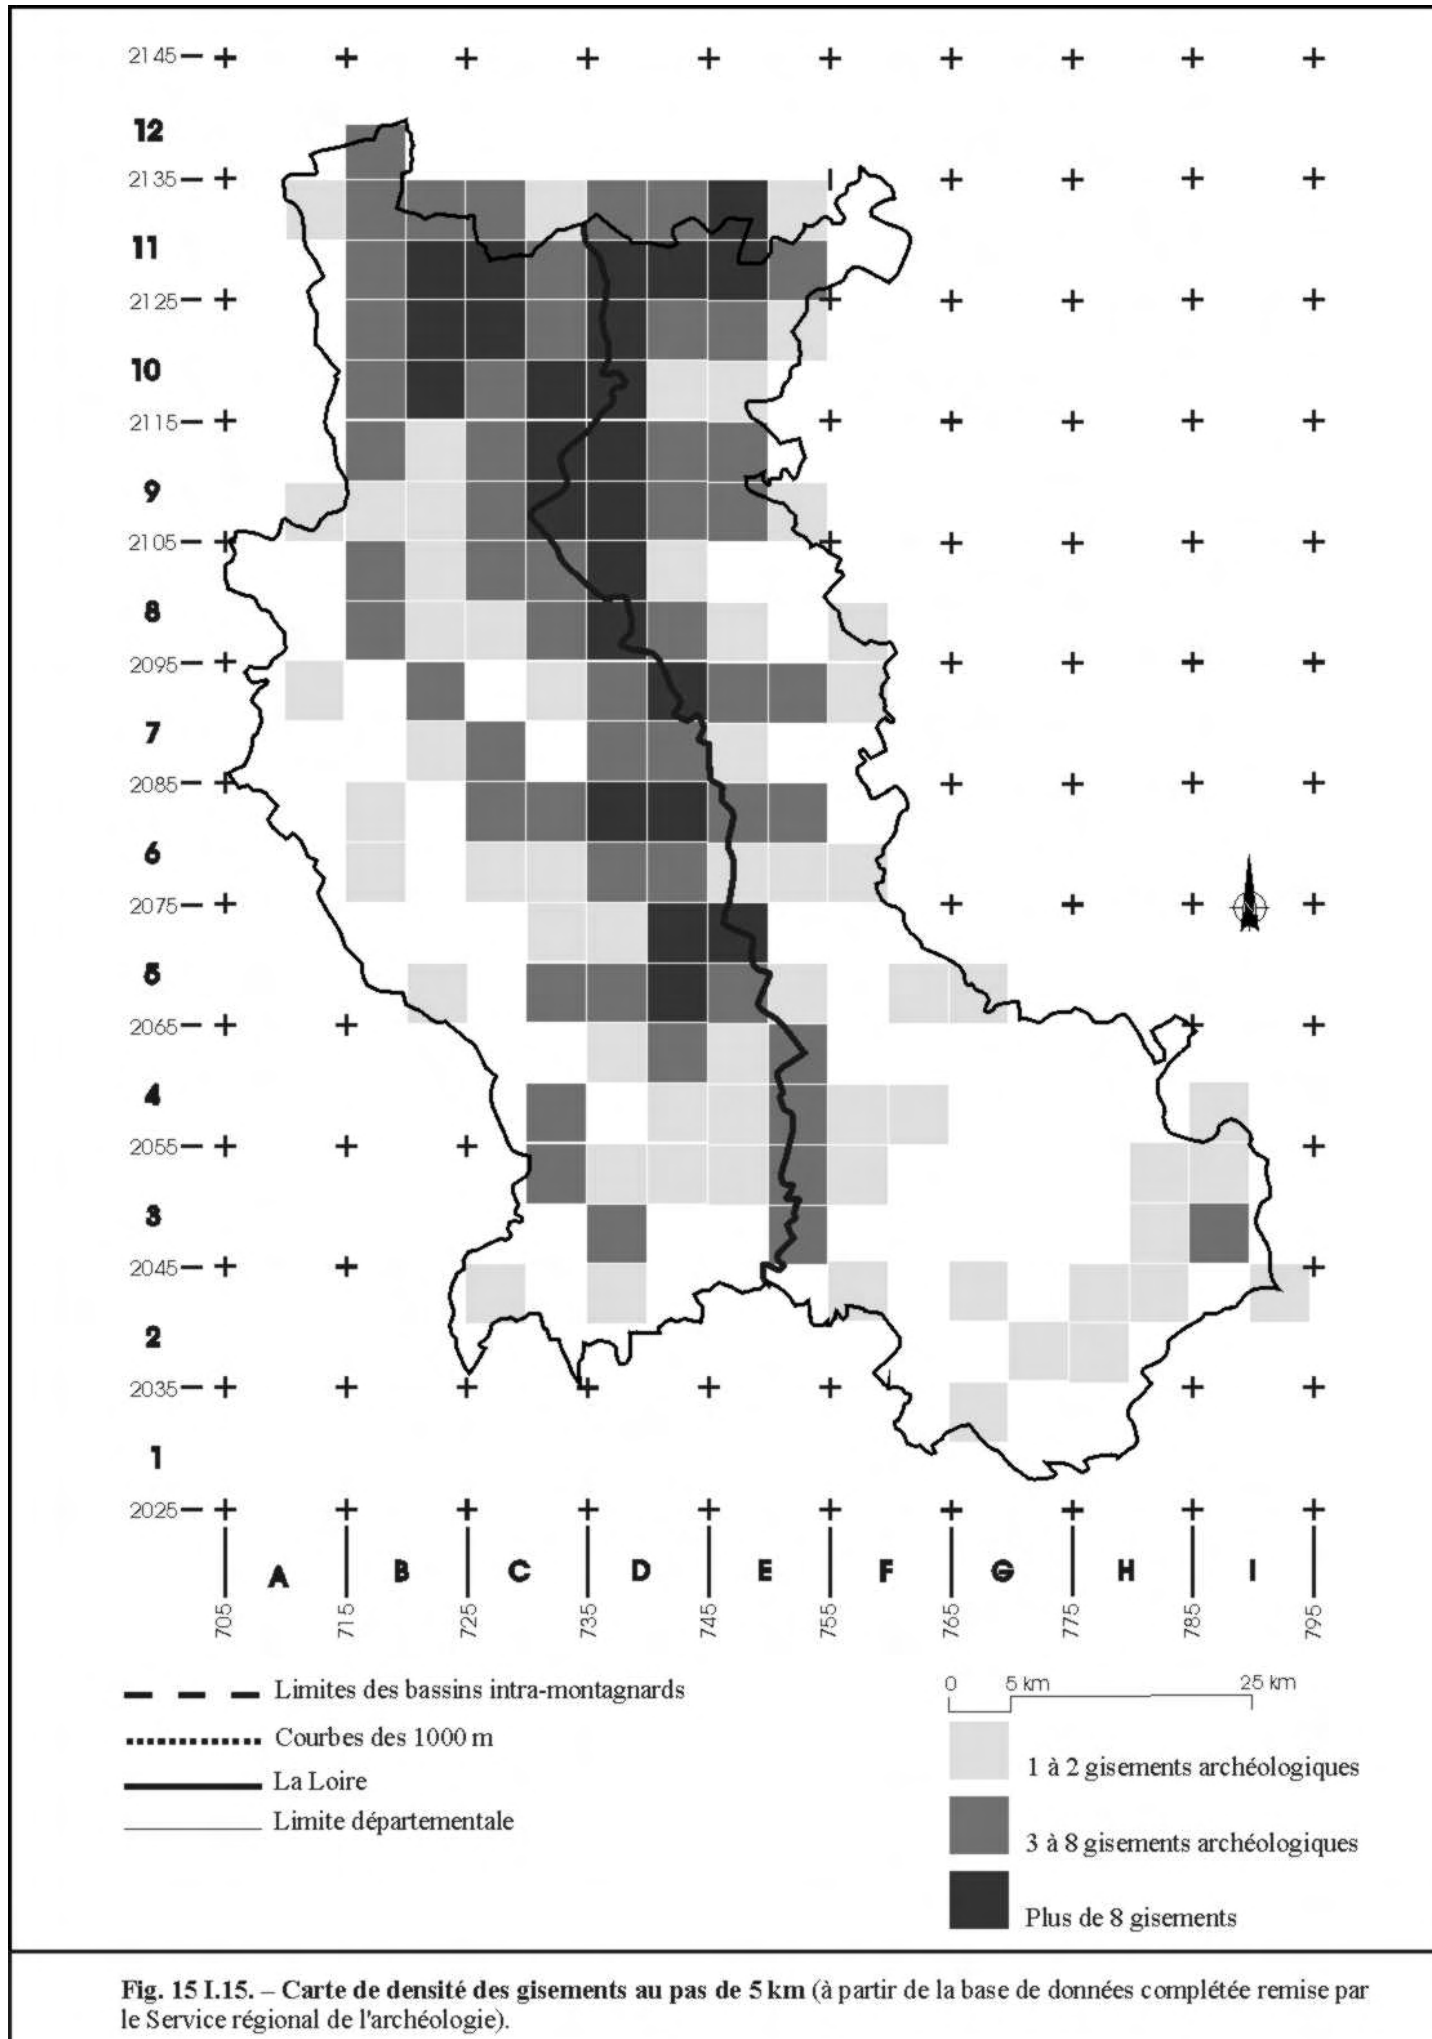 2145
12
2135
11
2125
10
2115
9
2105
8
2095
7
2085
6
2075
N
5
2065
4
2055
3
2045
2
2035
1
2025
A B C D E F G H I
705 715 725 735 745 755 765 775 785 795
Limites des bassins intra-montagnards
Courbes des 1000 m
La Loire
Limite départementale
0 5 km 25 km
1 à 2 gisements archéologiques
3 à 8 gisements archéologiques
Plus de 8 gisements
Fig. 15 I.15. – Carte de densité des gisements au pas de 5 km (à partir de la base de données complétée remise par
le Service régional de l'archéologie).